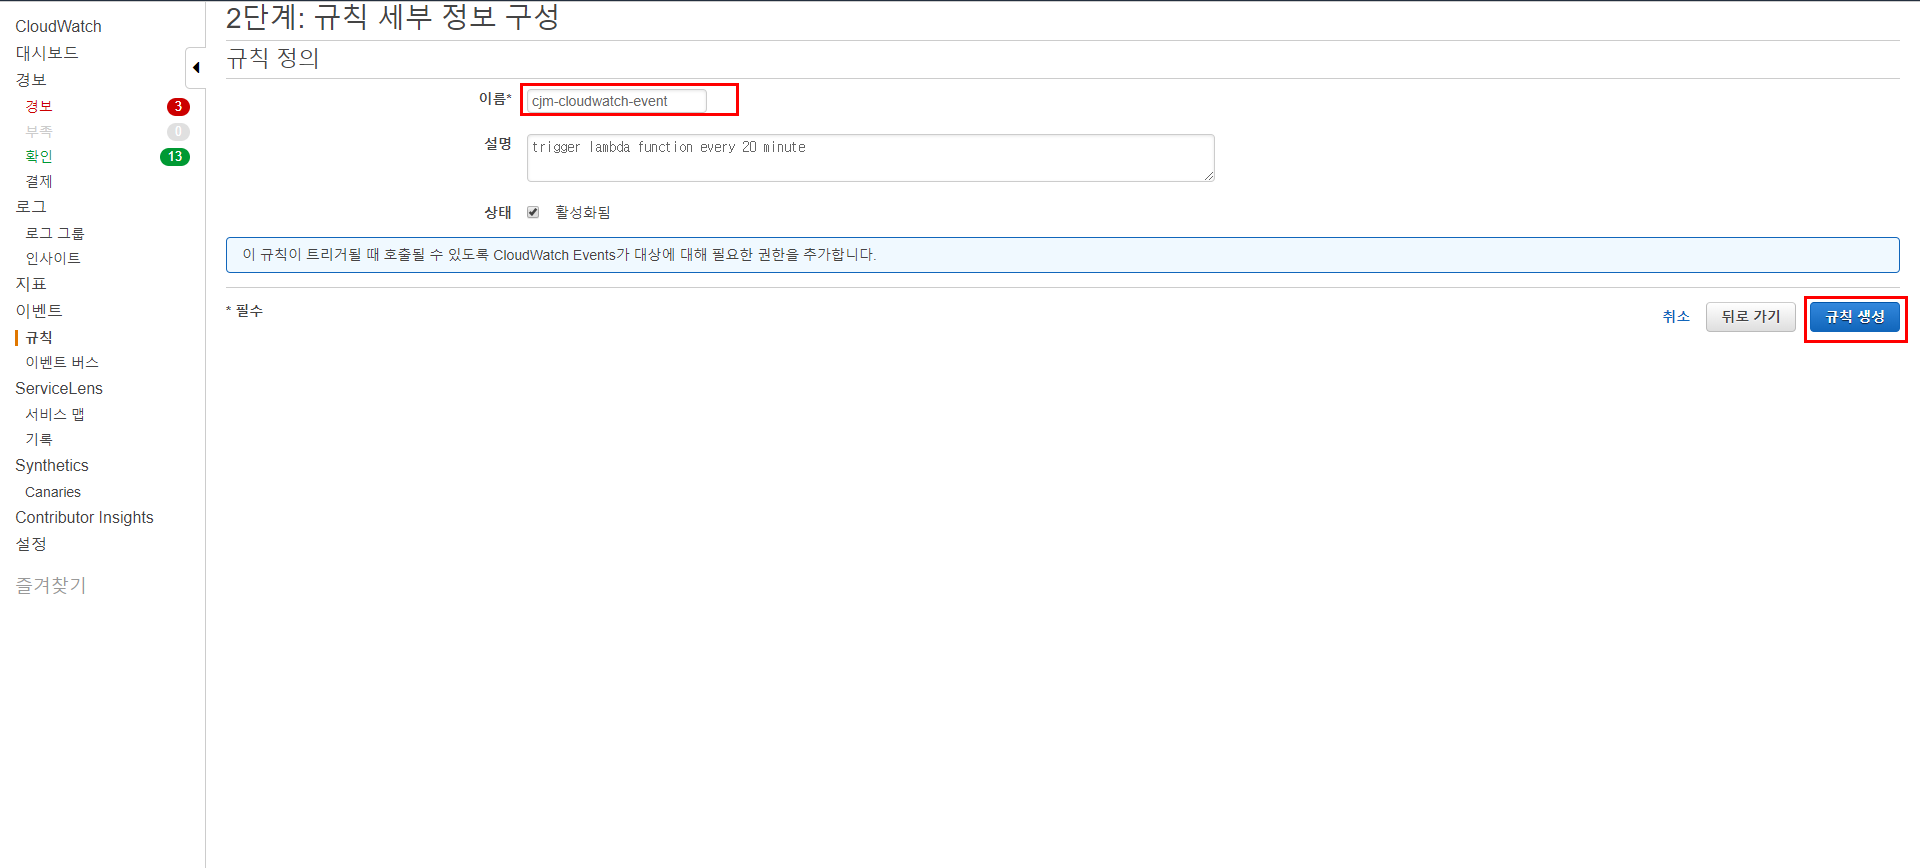 CloudWatch
대시보드
경보
경보 3
부족 0
확인 13
결제
로그
로그 그룹
인사이트
지표
이벤트
규칙
이벤트 버스
ServiceLens
서비스 맵
기록
Synthetics
Canaries
Contributor Insights
설정
즐겨찾기
2단계: 규칙 세부 정보 구성
규칙 정의
이름* cjm-cloudwatch-event
설명 trigger lambda function every 20 minute
상태 활성화됨
이 규칙이 트리거될 때 호출될 수 있도록 CloudWatch Events가 대상에 대해 필요한 권한을 추가합니다.
* 필수
취소 뒤로 가기 규칙 생성